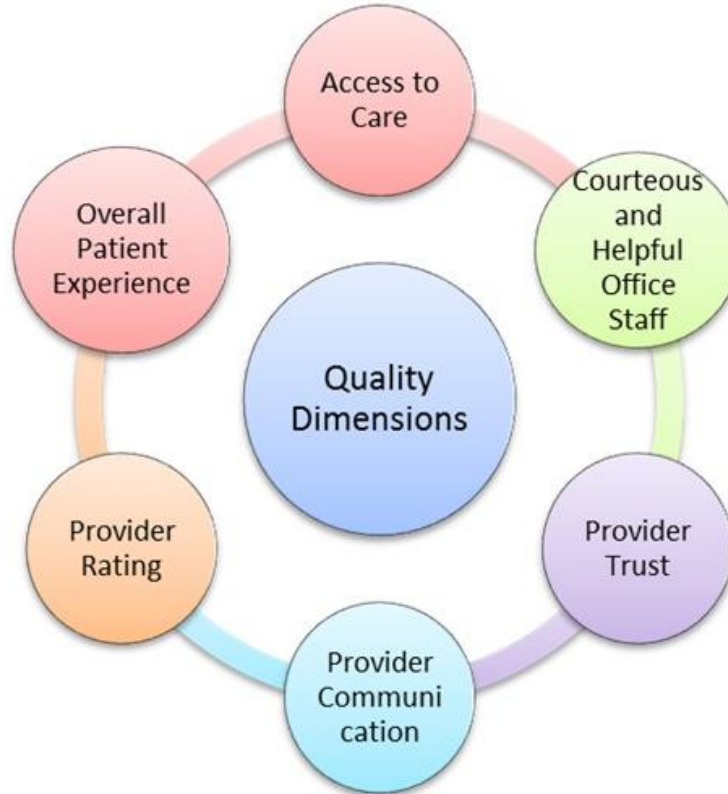 Access to
Care
Courteous
and
Helpful
Office
Staff
Provider
Trust
Provider
Communi
cation
Provider
Rating
Overall
Patient
Experience
Quality
Dimensions